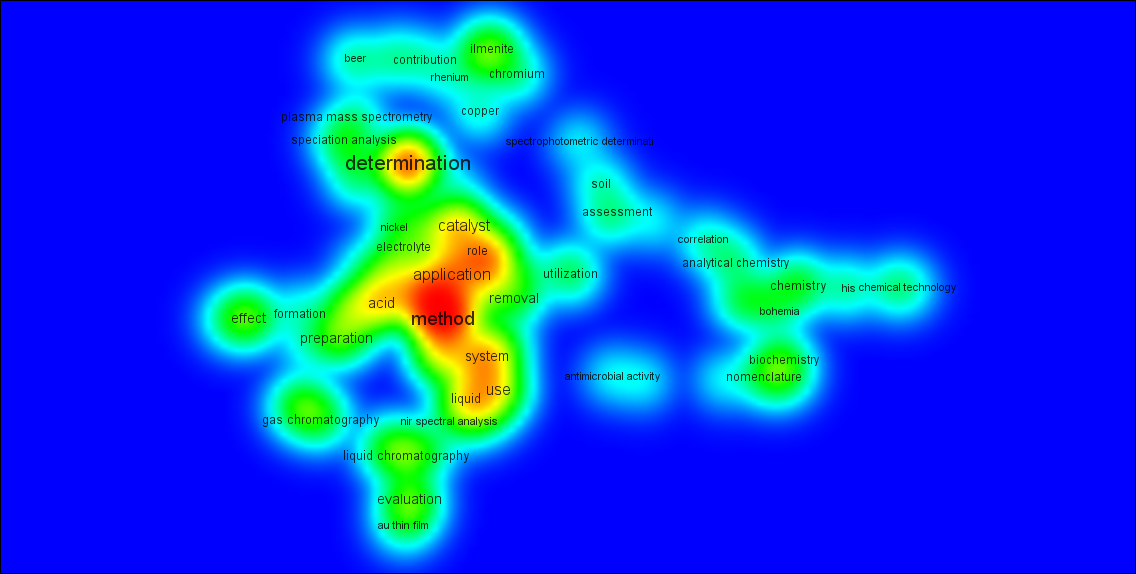 ilmenite
beer
contribution
rhenium
chromium
copper
plasma mass spectrometry
speciation analysis
spectrophotometric determinati
determination
soil
assessment
nickel
catalyst
electrolyte
role
correlation
application
utilization
analytical chemistry
acid
removal
chemistry
his
chemical technology
effect
formation
method
bohemia
preparation
system
biochemistry
antimicrobial activity
nomenclature
use
liquid
gas chromatography
nir spectral analysis
liquid chromatography
evaluation
au thin film